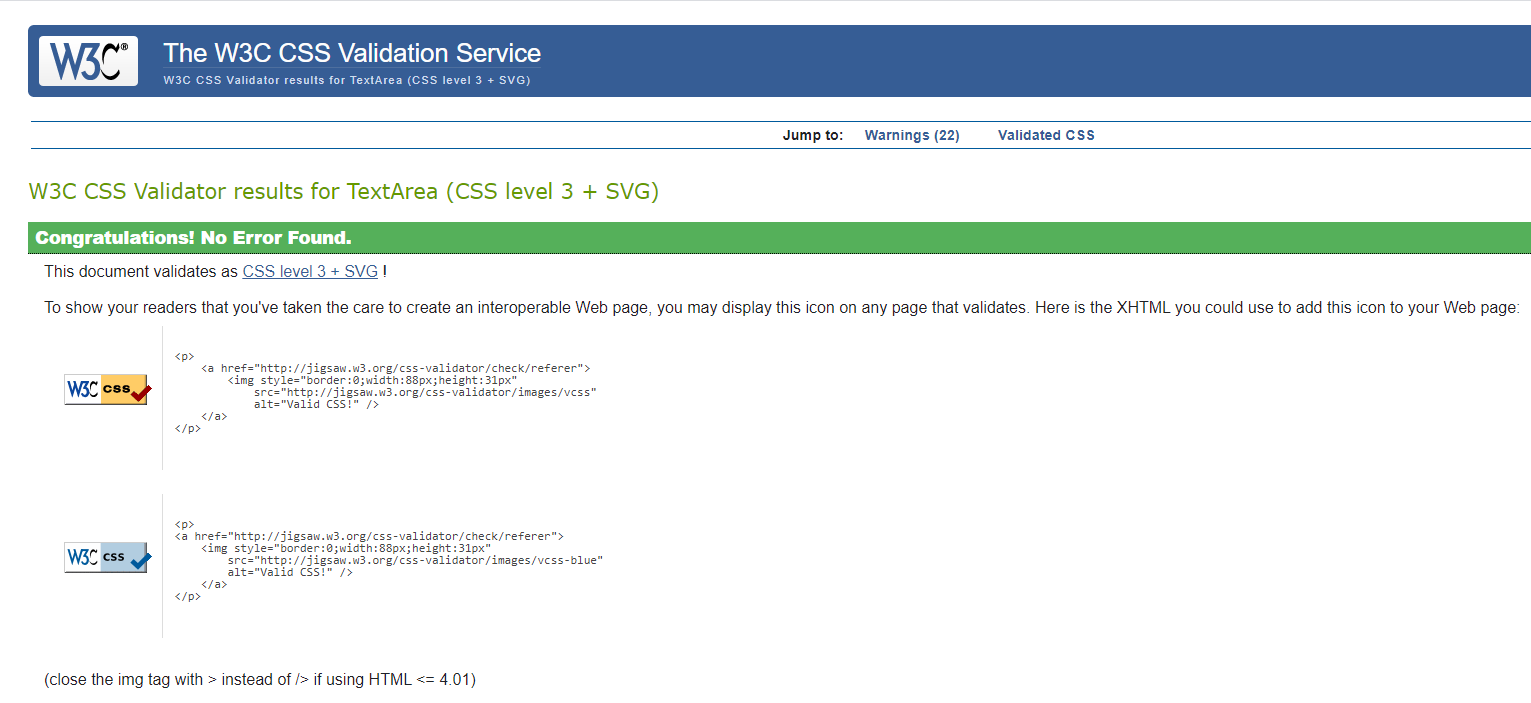 W3C®
The W3C CSS Validation Service
W3C CSS Validator results for TextArea (CSS level 3 + SVG)
Jump to: Warnings (22) Validated CSS
W3C CSS Validator results for TextArea (CSS level 3 + SVG)
Congratulations! No Error Found.
This document validates as CSS level 3 + SVG !
To show your readers that you've taken the care to create an interoperable Web page, you may display this icon on any page that validates. Here is the XHTML you could use to add this icon to your Web page:
<p>
<a href="http://jigsaw.w3.org/css-validator/check/referer">
<img style="border:0;width:88px;height:31px"
W3C css
src="http://jigsaw.w3.org/css-validator/images/vcss"
alt="Valid CSS!" />
</a>
</p>
<p>
<a href="http://jigsaw.w3.org/css-validator/check/referer">
<img style="border:0;width:88px;height:31px"
W3C css
src="http://jigsaw.w3.org/css-validator/images/vcss-blue"
alt="Valid CSS!" />
</a>
</p>
(close the img tag with > instead of /> if using HTML <= 4.01)